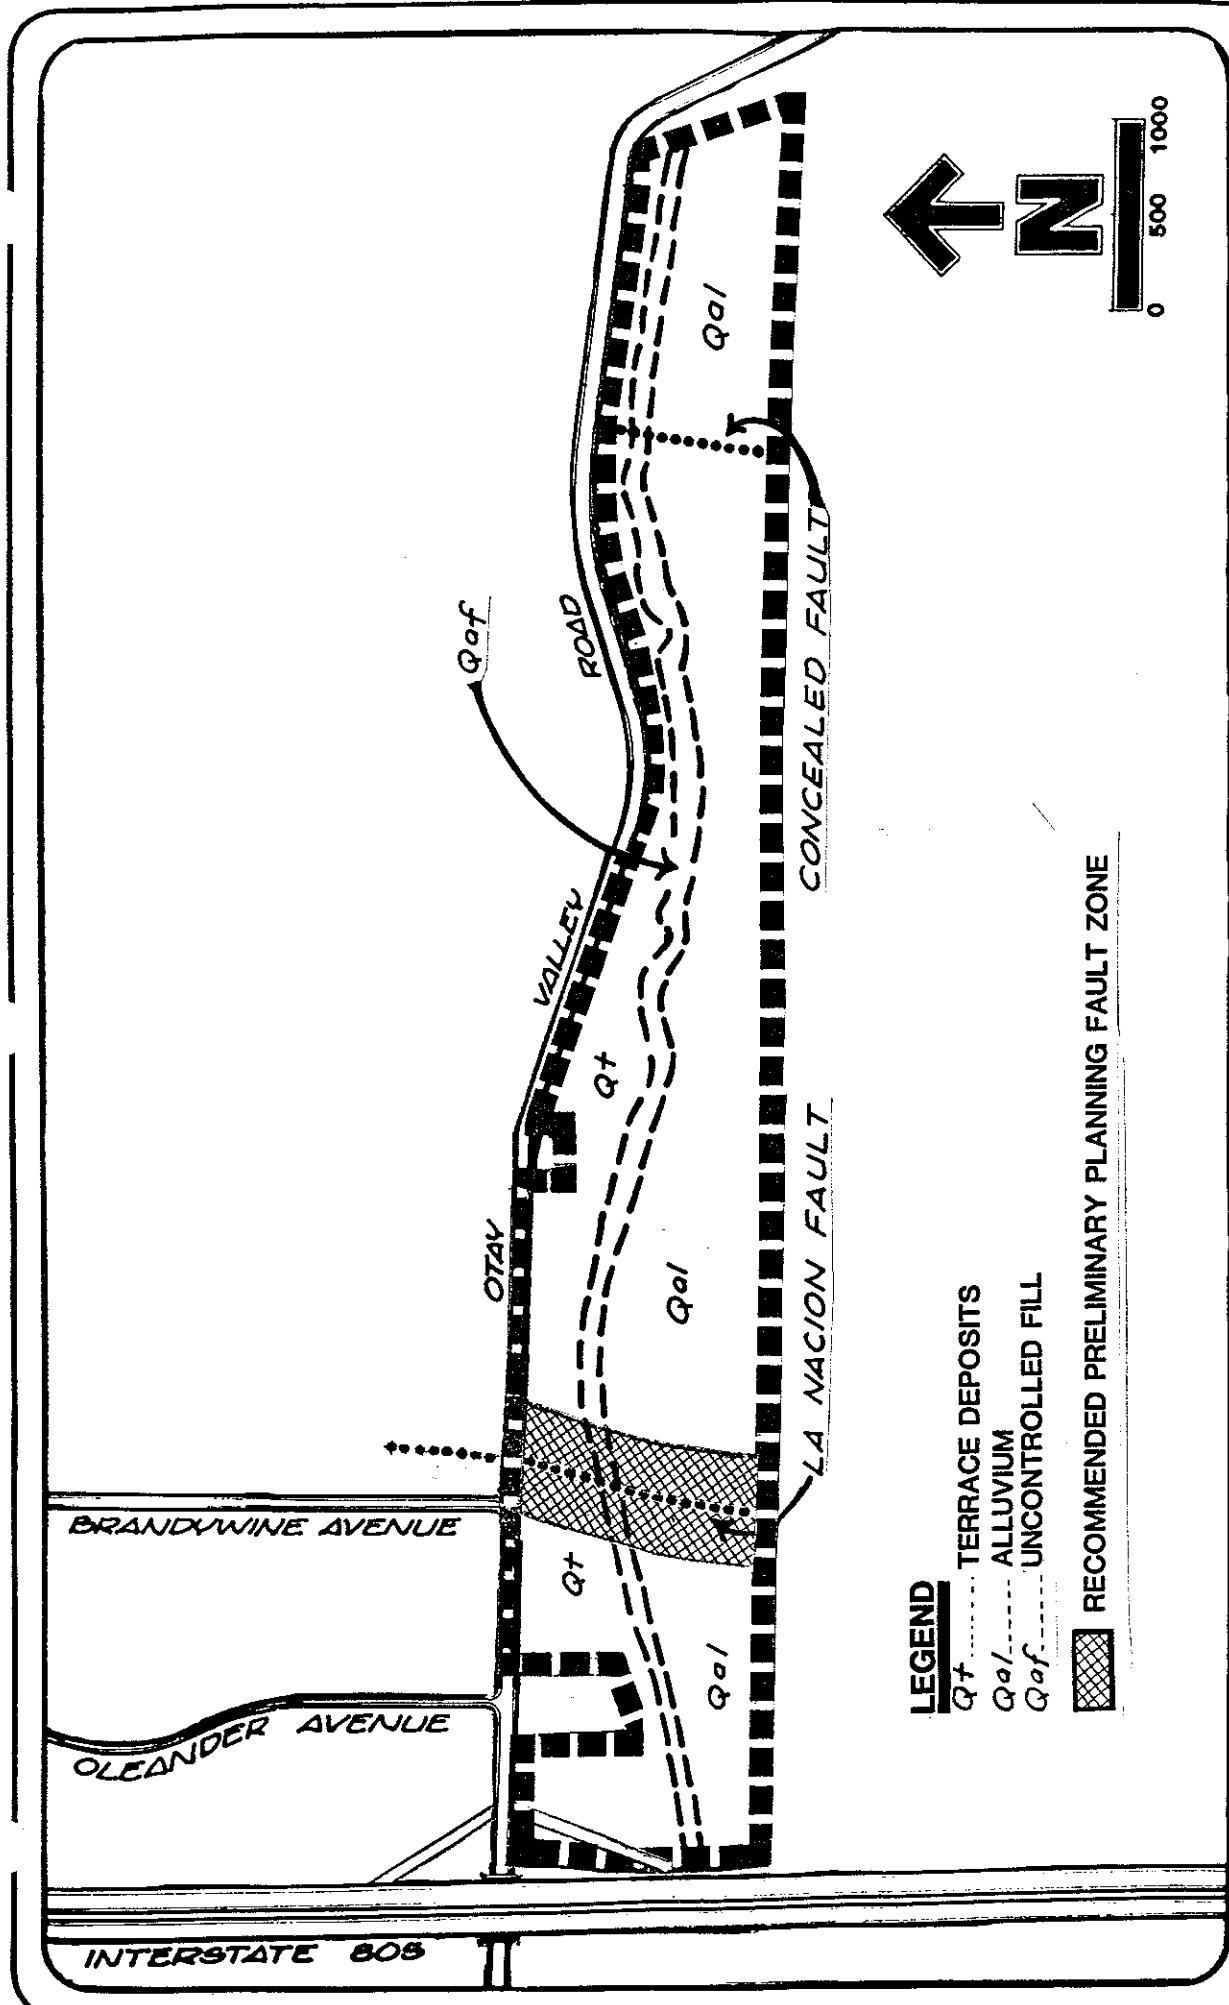 INTERSTATE 805
OLEANDER AVENUE
BRANDYWINE AVENUE
OTAY
VALLEY
ROAD
Qaf
Qt
Qt
Qal
Qal
Qal
LA NACION FAULT
CONCEALED FAULT
LEGEND
Qt ....... TERRACE DEPOSITS
Qal ...... ALLUVIUM
Qaf ...... UNCONTROLLED FILL
RECOMMENDED PRELIMINARY PLANNING FAULT ZONE
N
0 500 1000